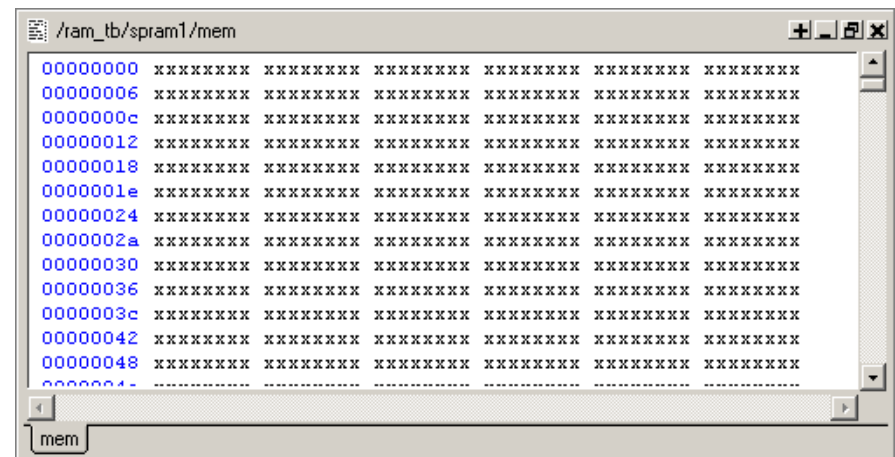 /ram_tb/spram1/mem
00000000 xxxxxxxx xxxxxxxx xxxxxxxx xxxxxxxx xxxxxxxx xxxxxxxx
00000006 xxxxxxxx xxxxxxxx xxxxxxxx xxxxxxxx xxxxxxxx xxxxxxxx
0000000c xxxxxxxx xxxxxxxx xxxxxxxx xxxxxxxx xxxxxxxx xxxxxxxx
00000012 xxxxxxxx xxxxxxxx xxxxxxxx xxxxxxxx xxxxxxxx xxxxxxxx
00000018 xxxxxxxx xxxxxxxx xxxxxxxx xxxxxxxx xxxxxxxx xxxxxxxx
0000001e xxxxxxxx xxxxxxxx xxxxxxxx xxxxxxxx xxxxxxxx xxxxxxxx
00000024 xxxxxxxx xxxxxxxx xxxxxxxx xxxxxxxx xxxxxxxx xxxxxxxx
0000002a xxxxxxxx xxxxxxxx xxxxxxxx xxxxxxxx xxxxxxxx xxxxxxxx
00000030 xxxxxxxx xxxxxxxx xxxxxxxx xxxxxxxx xxxxxxxx xxxxxxxx
00000036 xxxxxxxx xxxxxxxx xxxxxxxx xxxxxxxx xxxxxxxx xxxxxxxx
0000003c xxxxxxxx xxxxxxxx xxxxxxxx xxxxxxxx xxxxxxxx xxxxxxxx
00000042 xxxxxxxx xxxxxxxx xxxxxxxx xxxxxxxx xxxxxxxx xxxxxxxx
00000048 xxxxxxxx xxxxxxxx xxxxxxxx xxxxxxxx xxxxxxxx xxxxxxxx
mem